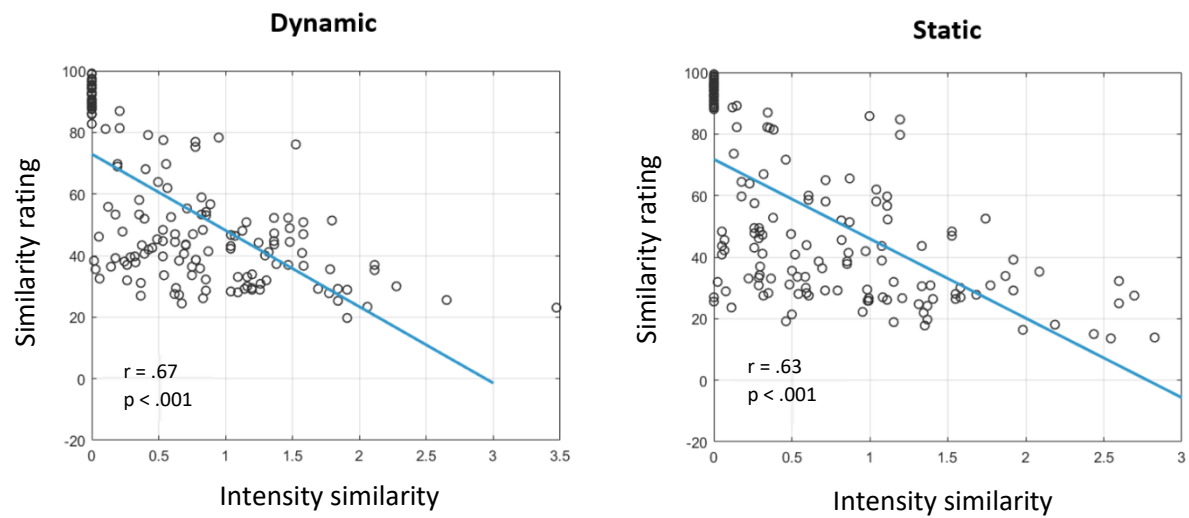 Dynamic
Similarity rating
100
80
60
40
20
0
-20
r = .67
p < .001
0 0.5 1 1.5 2 2.5 3 3.5
Intensity similarity
Static
Similarity rating
100
80
60
40
20
0
-20
r = .63
p < .001
0 0.5 1 1.5 2 2.5 3
Intensity similarity